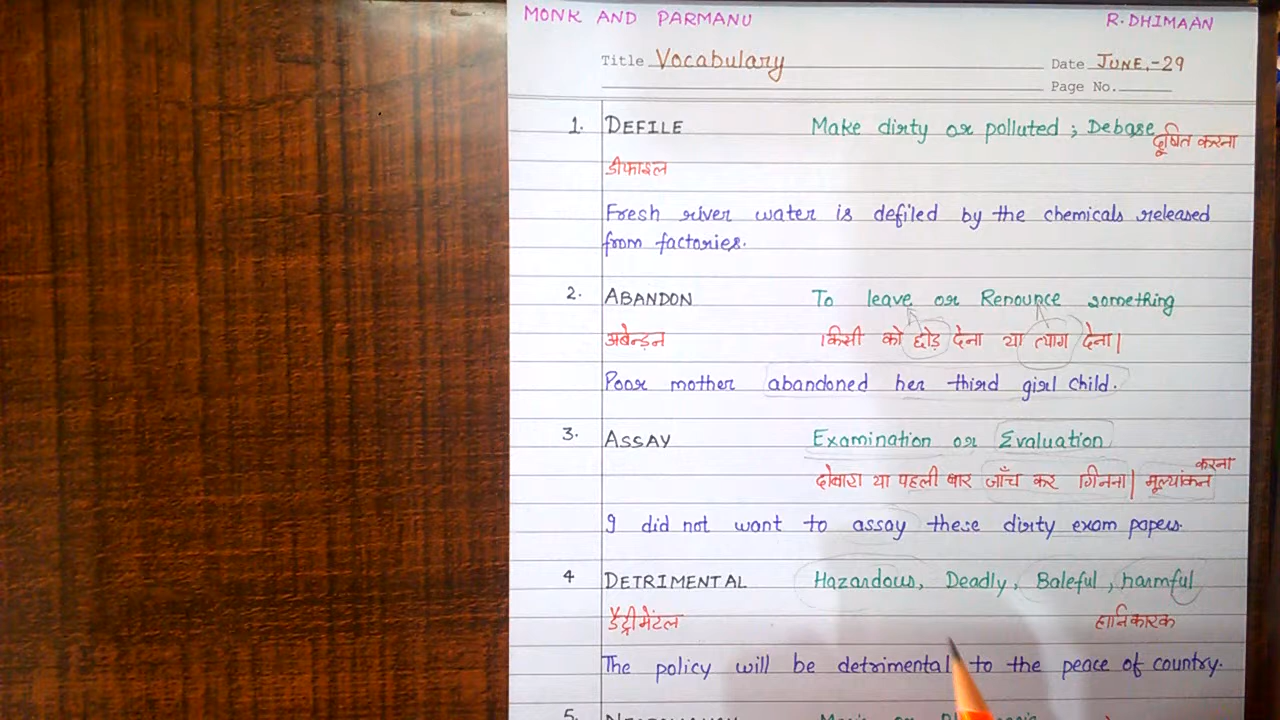 MONK AND PARMANU R. DHIMAAN
Title Vocabulary Date JUNE,-29
Page No.
1. DEFILE Make dirty or polluted ; Debase दूषित करना
डीफाइल
Fresh river water is defiled by the chemicals released
from factories.
2. ABANDON To leave or Renounce something
अबेन्ड़न किसी को छोड़ देना या त्याग देना।
Poor mother abandoned her third girl child.
3. ASSAY Examination or Evaluation
दोबारा या पहली बार जाँच कर गिनना। मूल्यांकन करना
I did not want to assay these dirty exam papers.
4 DETRIMENTAL Hazardous, Deadly, Baleful, harmful
डैट्रीमेंटल हानिकारक
The policy will be detrimental to the peace of country.
5.